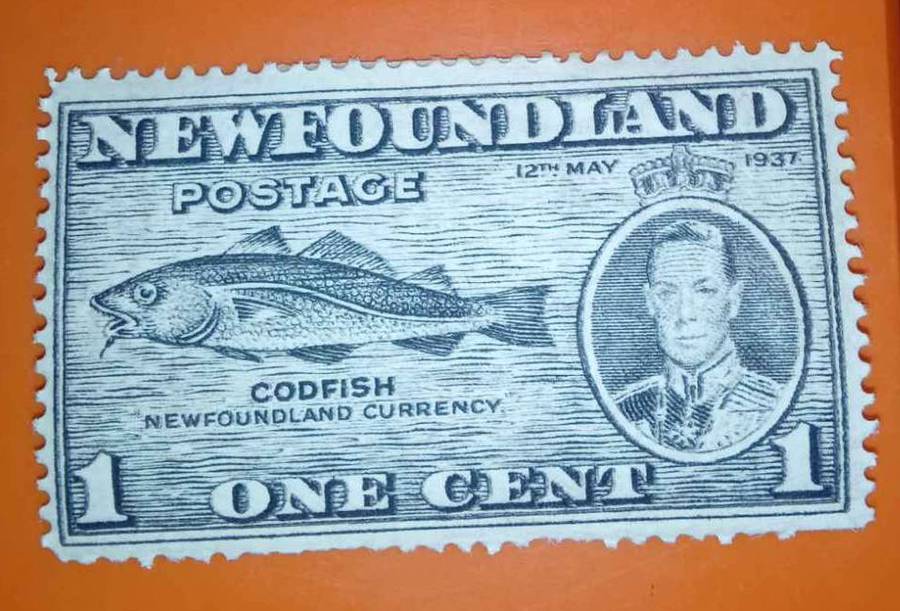 NEWFOUNDLAND
POSTAGE
12TH MAY 1937
CODFISH
"NEWFOUNDLAND CURRENCY."
1 ONE CENT 1